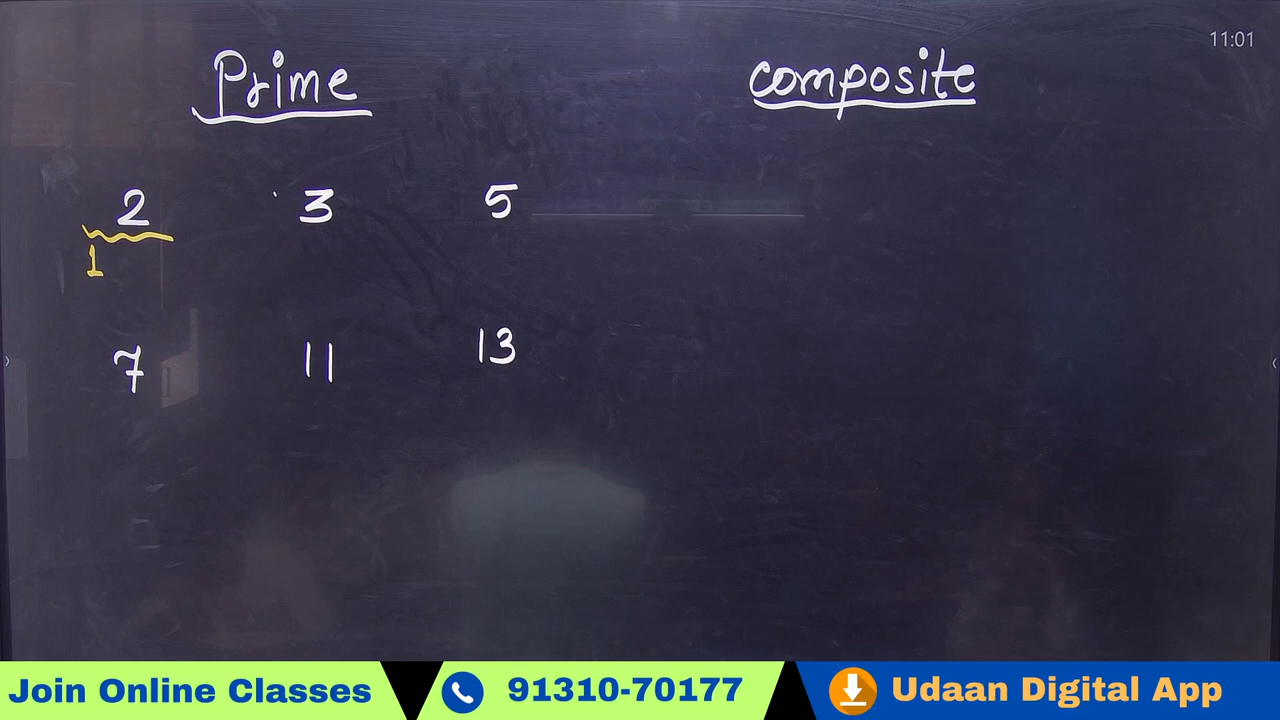 11:01
Prime composite
2 3 5
1
7 11 13
Join Online Classes 91310-70177 Udaan Digital App